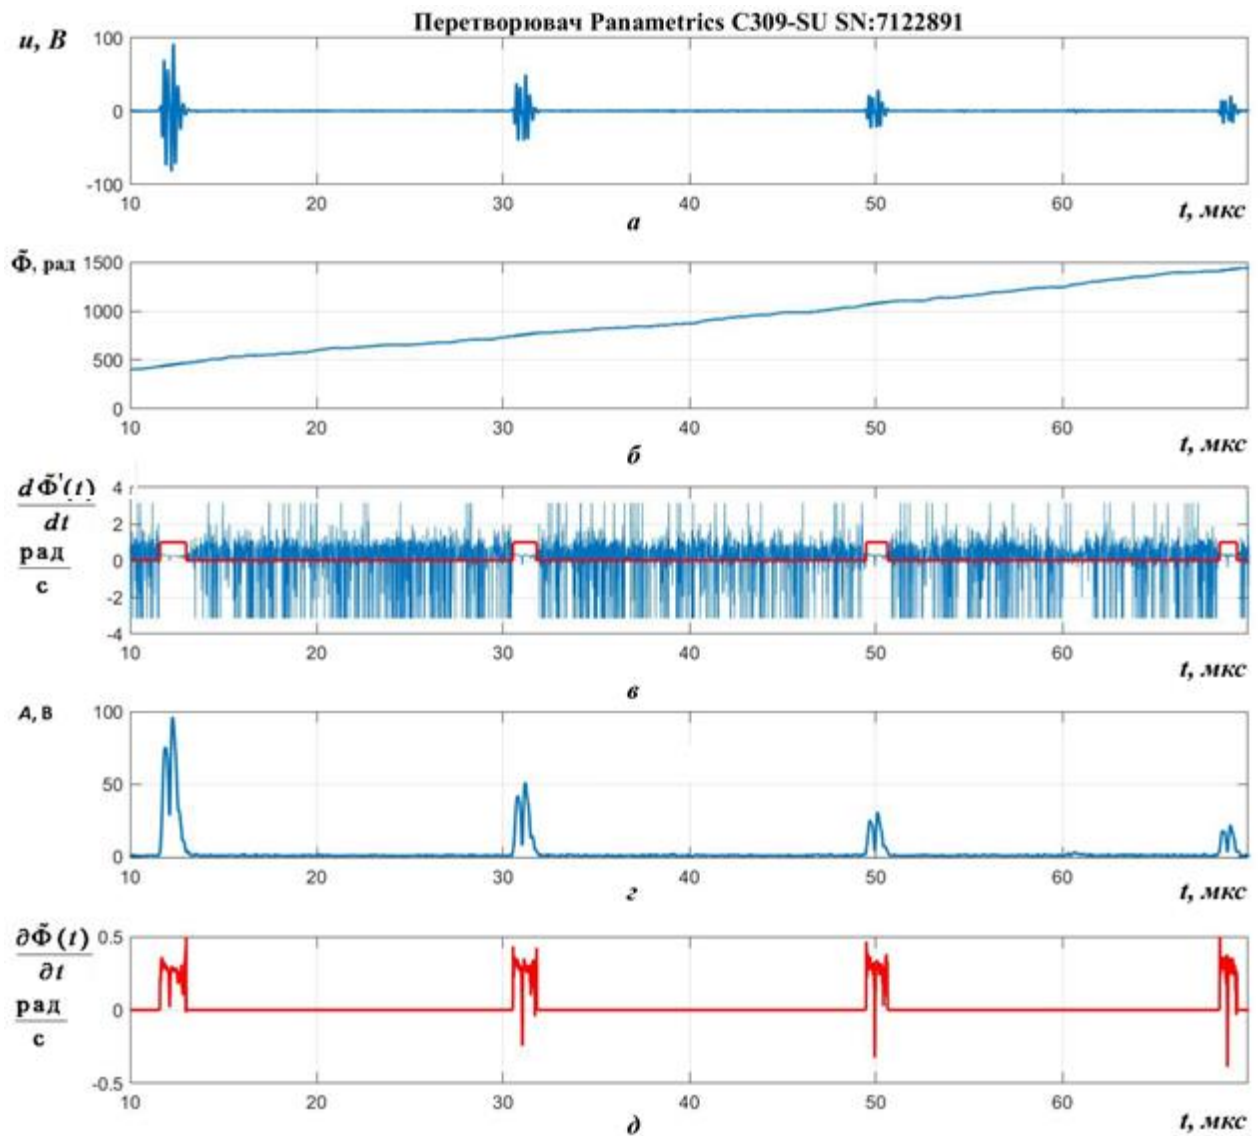 Перетворювач Panametrics C309-SU SN:7122891
u, В
100
0
-100
10 20 30 40 50 60
t, мкс
а
Φ̃, рад
1500
1000
500
0
10 20 30 40 50 60
t, мкс
б
dΦ̃'(t)
dt
рад
с
4
2
0
-2
-4
10 20 30 40 50 60
t, мкс
в
А, В
100
50
0
10 20 30 40 50 60
t, мкс
г
∂Φ̃(t)
∂t
рад
с
0.5
0
-0.5
10 20 30 40 50 60
t, мкс
д